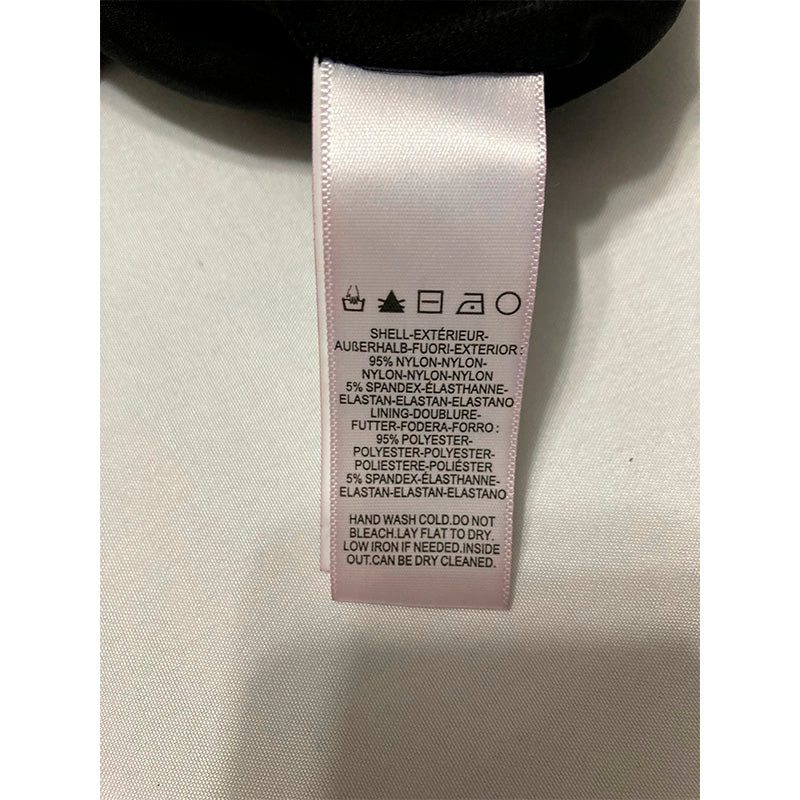 SHELL-EXTÉRIEUR-
AUßERHALB-FUORI-EXTERIOR:
95% NYLON-NYLON-
NYLON-NYLON-NYLON
5% SPANDEX-ÉLASTHANNE-
ELASTAN-ELASTAN-ELASTANO
LINING-DOUBLURE-
FUTTER-FODERA-FORRO:
95% POLYESTER-
POLYESTER-POLYESTER-
POLIESTERE-POLIÉSTER
5% SPANDEX-ÉLASTHANNE-
ELASTAN-ELASTAN-ELASTANO
HAND WASH COLD.DO NOT
BLEACH.LAY FLAT TO DRY.
LOW IRON IF NEEDED.INSIDE
OUT.CAN BE DRY CLEANED.